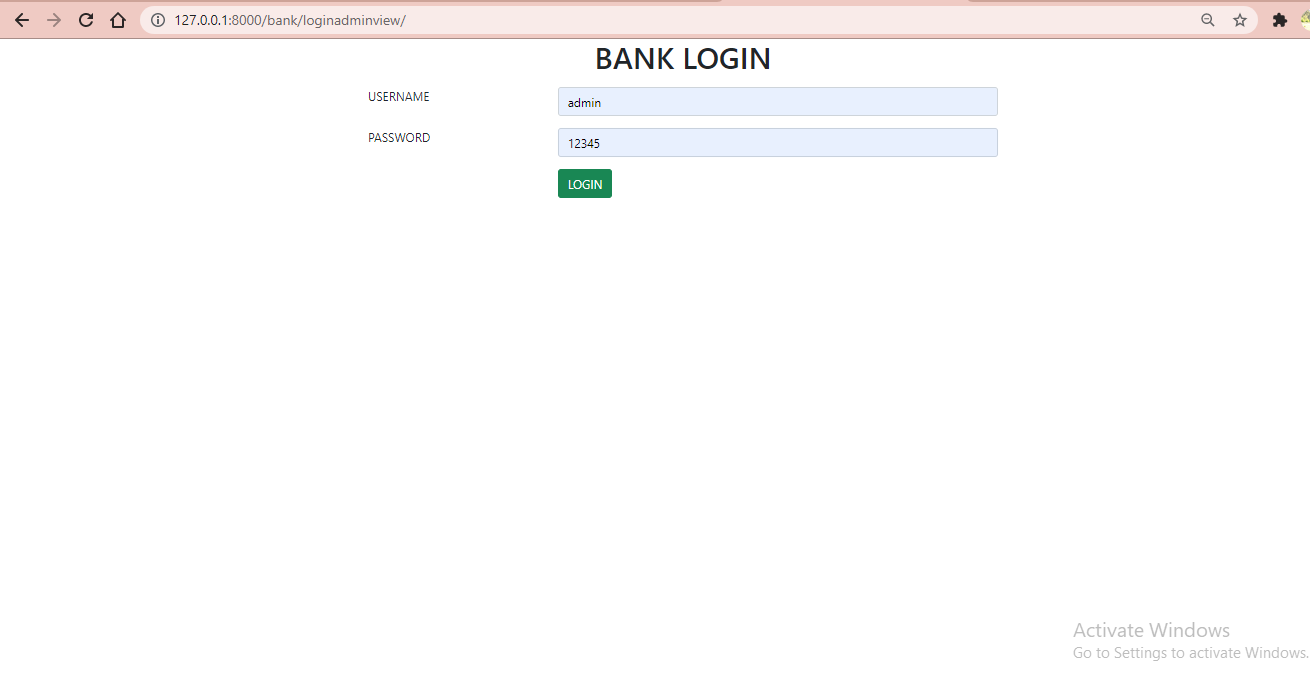 127.0.0.1:8000/bank/loginadminview/
BANK LOGIN
USERNAME
admin
PASSWORD
12345
LOGIN
Activate Windows
Go to Settings to activate Windows.